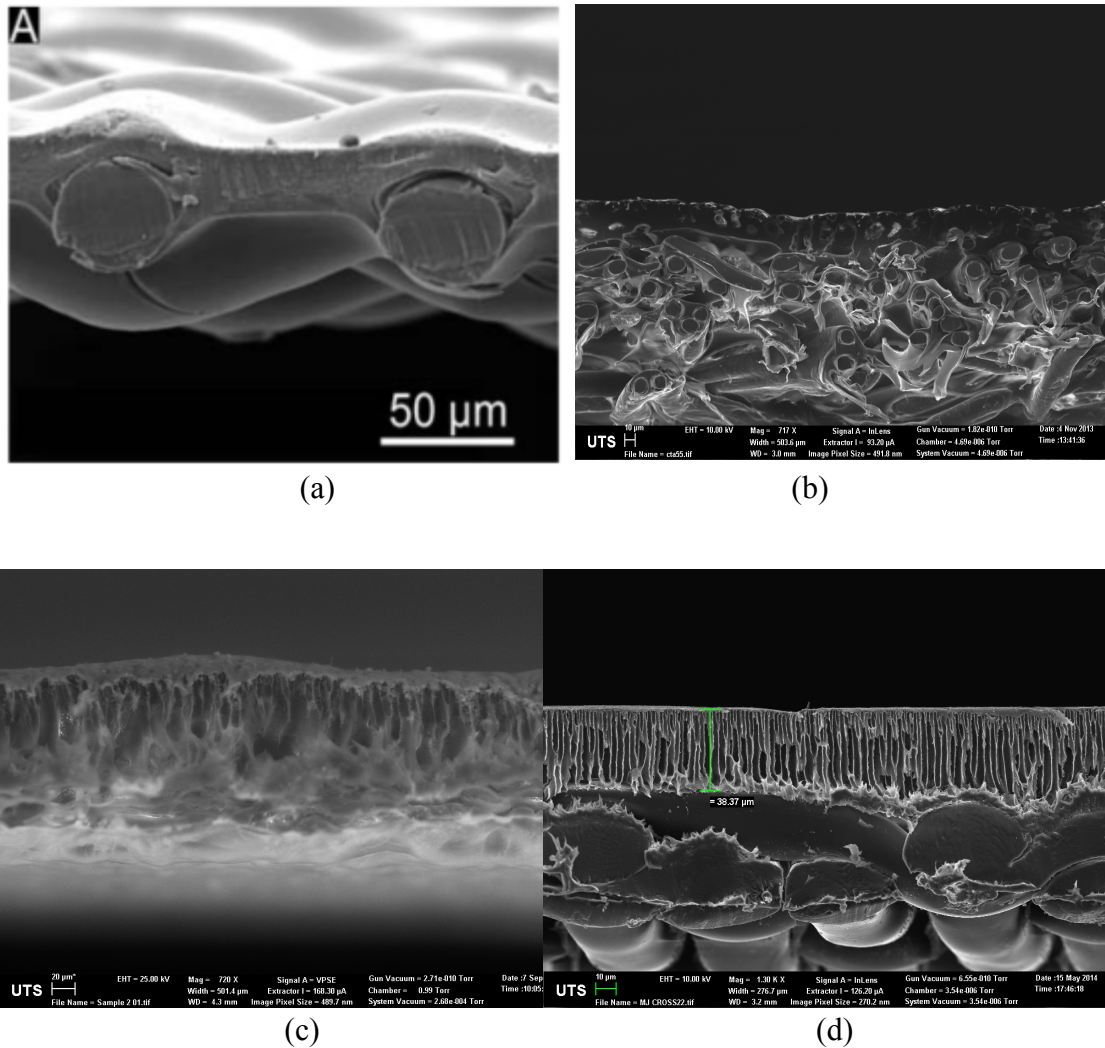 A
50 µm
(a)
UTS
10 µm
EHT = 10.00 kV
Mag = 717 X
Width = 503.6 µm
WD = 3.0 mm
Signal A = InLens
Extractor I = 93.20 µA
Image Pixel Size = 491.8 nm
Gun Vacuum = 1.82e-010 Torr
Chamber = 4.69e-006 Torr
System Vacuum = 4.69e-006 Torr
Date :4 Nov 2013
Time :13:41:36
File Name = cta55.tif
(b)
UTS
20 µm*
EHT = 25.00 kV
Mag = 720 X
Width = 501.4 µm
WD = 4.3 mm
Signal A = VPSE
Extractor I = 168.30 µA
Image Pixel Size = 489.7 nm
Gun Vacuum = 2.71e-010 Torr
Chamber = 0.99 Torr
System Vacuum = 2.68e-004 Torr
Date :7 Sep
Time :10:05:
File Name = Sample 2 01.tif
(c)
= 38.37 µm
UTS
10 µm
EHT = 10.00 kV
Mag = 1.30 K X
Width = 276.7 µm
WD = 3.2 mm
Signal A = InLens
Extractor I = 126.20 µA
Image Pixel Size = 270.2 nm
Gun Vacuum = 6.55e-010 Torr
Chamber = 3.54e-006 Torr
System Vacuum = 3.54e-006 Torr
Date :15 May 2014
Time :17:46:18
File Name = MJ CROSS22.tif
(d)